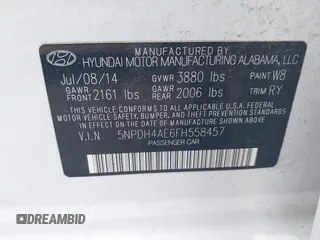 MANUFACTURED BY
HYUNDAI MOTOR MANUFACTURING ALABAMA, LLC
Jul/08/14 GVWR 3880 lbs PAINT W8
GAWR FRONT 2161 lbs GAWR REAR 2006 lbs TRIM RY
THIS VEHICLE CONFORMS TO ALL APPLICABLE U.S. FEDERAL
MOTOR VEHICLE SAFETY, BUMPER, AND THEFT PREVENTION
STANDARDS IN EFFECT ON THE DATE OF MANUFACTURE SHOWN ABOVE.
V.I.N 5NPDH4AE6FH558457
PASSENGER CAR